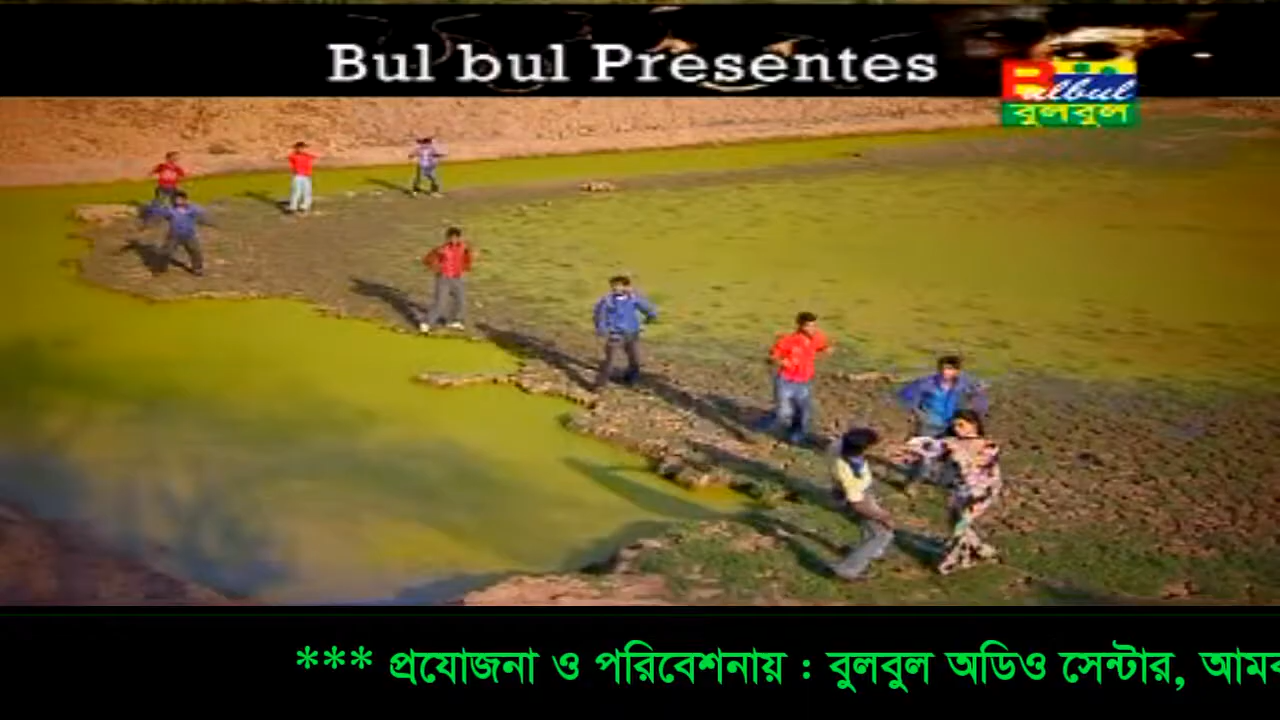 Bul bul Presentes
Bulbul
বুলবুল
*** প্রযোজনা ও পরিবেশনায় : বুলবুল অডিও সেন্টার,